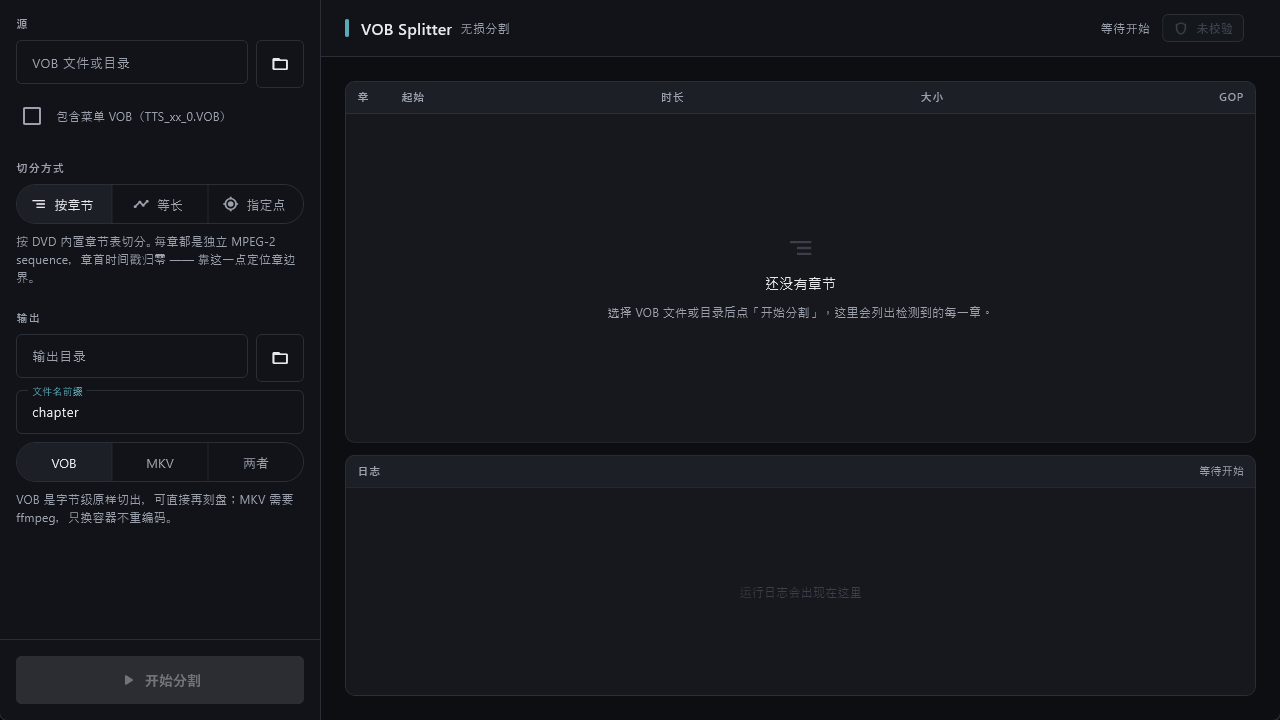 源
VOB 文件或目录
包含菜单 VOB（TTS_xx_0.VOB）
切分方式
按章节
等长
指定点
按 DVD 内置章节表切分。每章都是独立 MPEG-2
sequence，章首时间戳归零 —— 靠这一点定位章边
界。
输出
输出目录
文件名前缀
chapter
VOB
MKV
两者
VOB 是字节级原样切出，可直接再刻盘；MKV 需要
ffmpeg，只换容器不重编码。
开始分割
VOB Splitter 无损分割
等待开始
未校验
章 起始 时长 大小 GOP
还没有章节
选择 VOB 文件或目录后点「开始分割」，这里会列出检测到的每一章。
日志
等待开始
运行日志会出现在这里